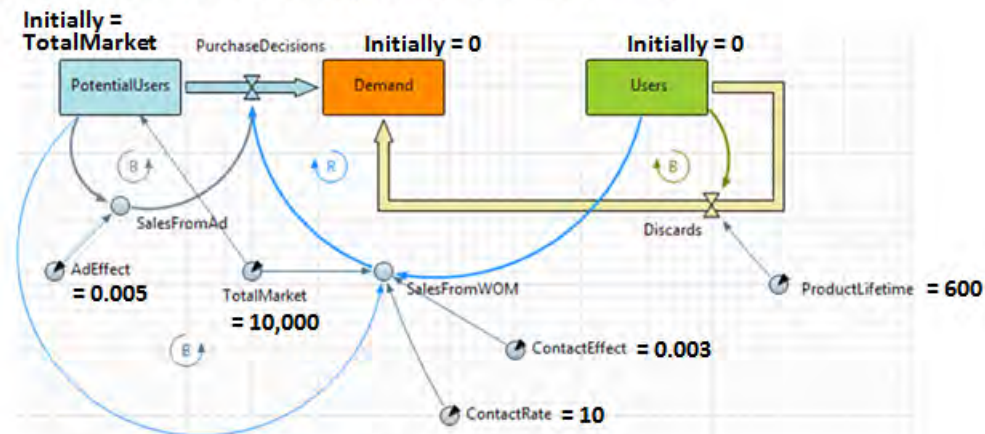 Initially =
TotalMarket
PurchaseDecisions
Initially = 0
Initially = 0
PotentialUsers
Demand
Users
B
R
B
SalesFromAd
Discards
AdEffect
= 0.005
TotalMarket
= 10,000
SalesFromWOM
ProductLifetime = 600
B
ContactEffect = 0.003
ContactRate = 10